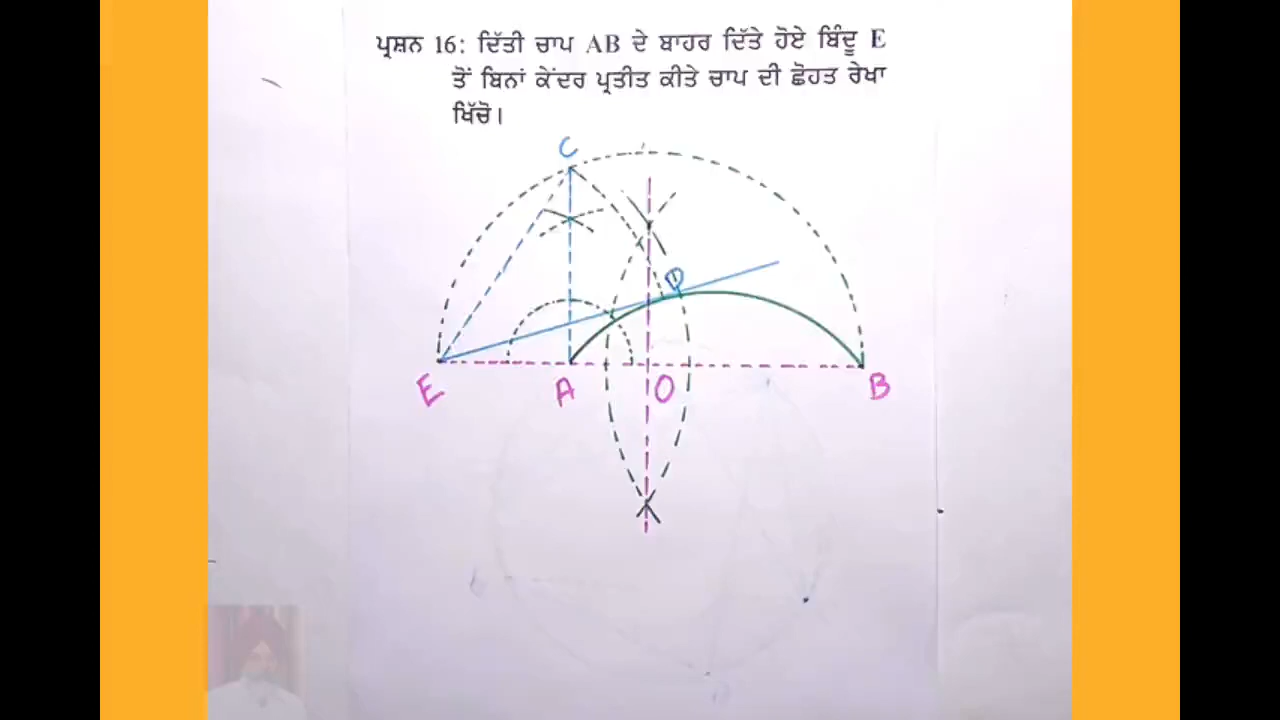 ਪ੍ਰਸ਼ਨ 16: ਦਿੱਤੀ ਚਾਪ AB ਦੇ ਬਾਹਰ ਦਿੱਤੇ ਹੋਏ ਬਿੰਦੂ E
ਤੋਂ ਬਿਨਾਂ ਕੇਂਦਰ ਪ੍ਰਤੀਤ ਕੀਤੇ ਚਾਪ ਦੀ ਛੋਹਤ ਰੇਖਾ
ਖਿੱਚੋ।
C
D
E A O B